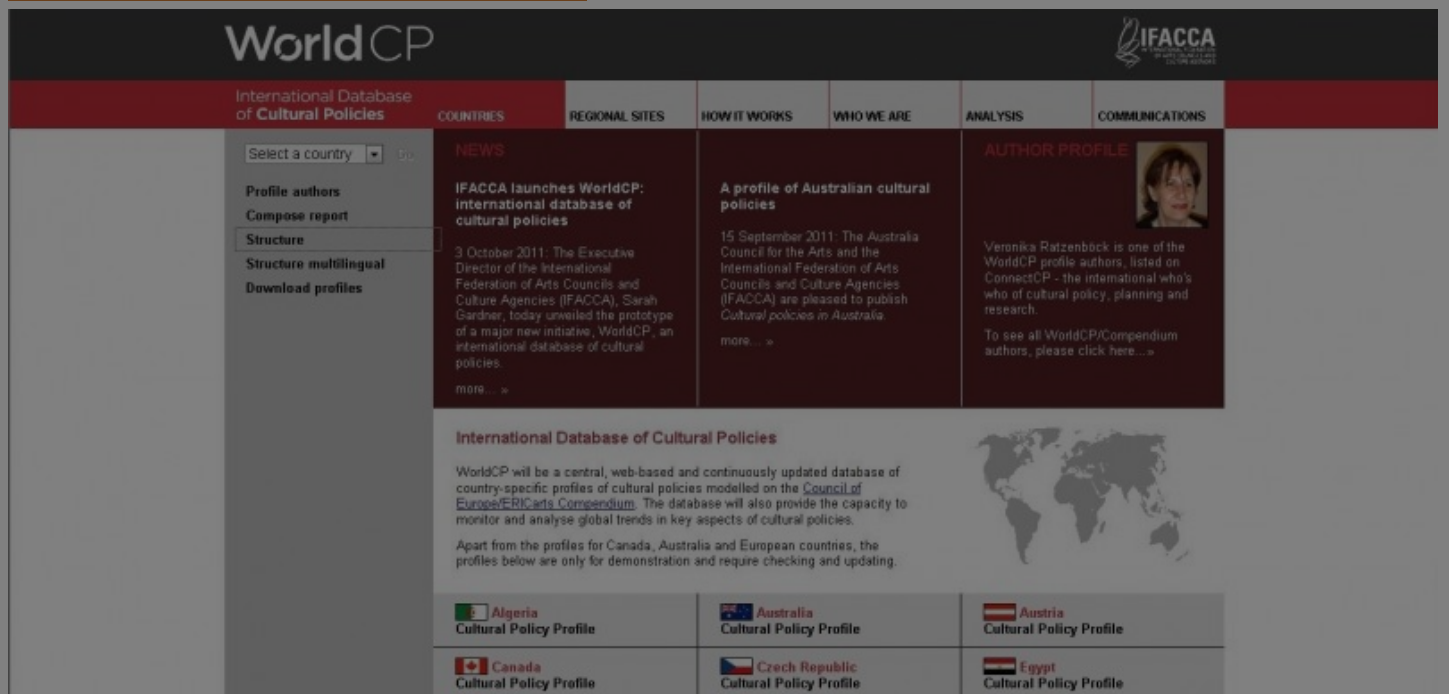 WorldCP
IFACCA
International Database
of Cultural Policies
COUNTRIES
REGIONAL SITES
HOW IT WORKS
WHO WE ARE
ANALYSIS
COMMUNICATIONS
Select a country
Go
Profile authors
Compose report
Structure
Structure multilingual
Download profiles
NEWS
IFACCA launches WorldCP:
international database of
cultural policies
3 October 2011: The Executive
Director of the International
Federation of Arts Councils and
Culture Agencies (IFACCA), Sarah
Gardner, today unveiled the prototype
of a major new initiative, WorldCP, an
international database of cultural
policies.
more... »
A profile of Australian cultural
policies
15 September 2011: The Australia
Council for the Arts and the
International Federation of Arts
Councils and Culture Agencies
(IFACCA) are pleased to publish
Cultural policies in Australia.
more... »
AUTHOR PROFILE
Veronika Ratzenböck is one of the
WorldCP profile authors, listed on
ConnectCP - the international who's
who of cultural policy, planning and
research.
To see all WorldCP/Compendium
authors, please click here...»
International Database of Cultural Policies
WorldCP will be a central, web-based and continuously updated database of
country-specific profiles of cultural policies modelled on the Council of
Europe/ERICarts Compendium. The database will also provide the capacity to
monitor and analyse global trends in key aspects of cultural policies.
Apart from the profiles for Canada, Australia and European countries, the
profiles below are only for demonstration and require checking and updating.
Algeria
Cultural Policy Profile
Australia
Cultural Policy Profile
Austria
Cultural Policy Profile
Canada
Cultural Policy Profile
Czech Republic
Cultural Policy Profile
Egypt
Cultural Policy Profile